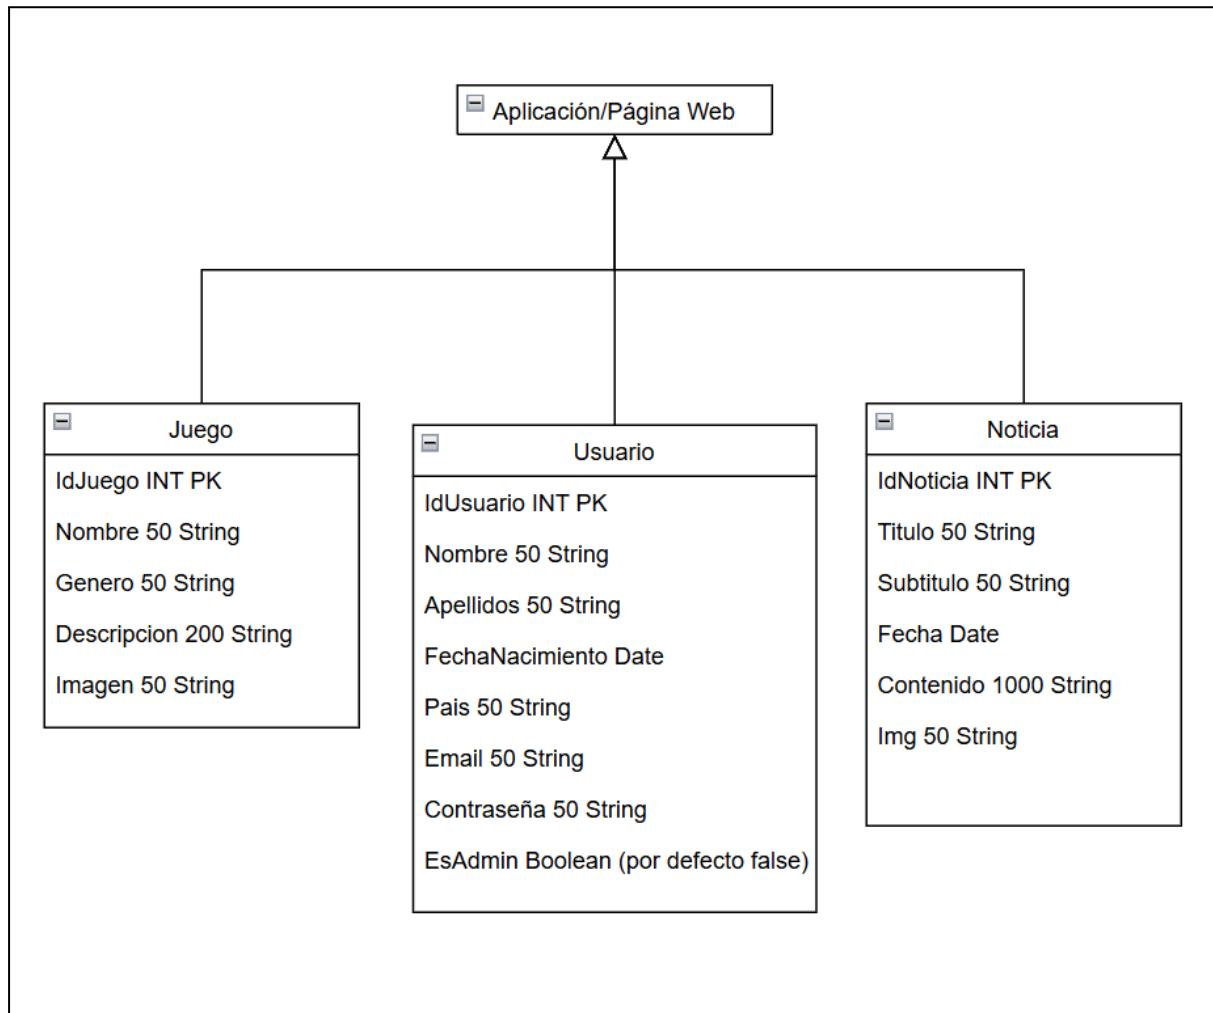 Aplicación/Página Web
Juego
IdJuego INT PK
Nombre 50 String
Genero 50 String
Descripcion 200 String
Imagen 50 String
Usuario
IdUsuario INT PK
Nombre 50 String
Apellidos 50 String
FechaNacimiento Date
Pais 50 String
Email 50 String
Contraseña 50 String
EsAdmin Boolean (por defecto false)
Noticia
IdNoticia INT PK
Titulo 50 String
Subtitulo 50 String
Fecha Date
Contenido 1000 String
Img 50 String